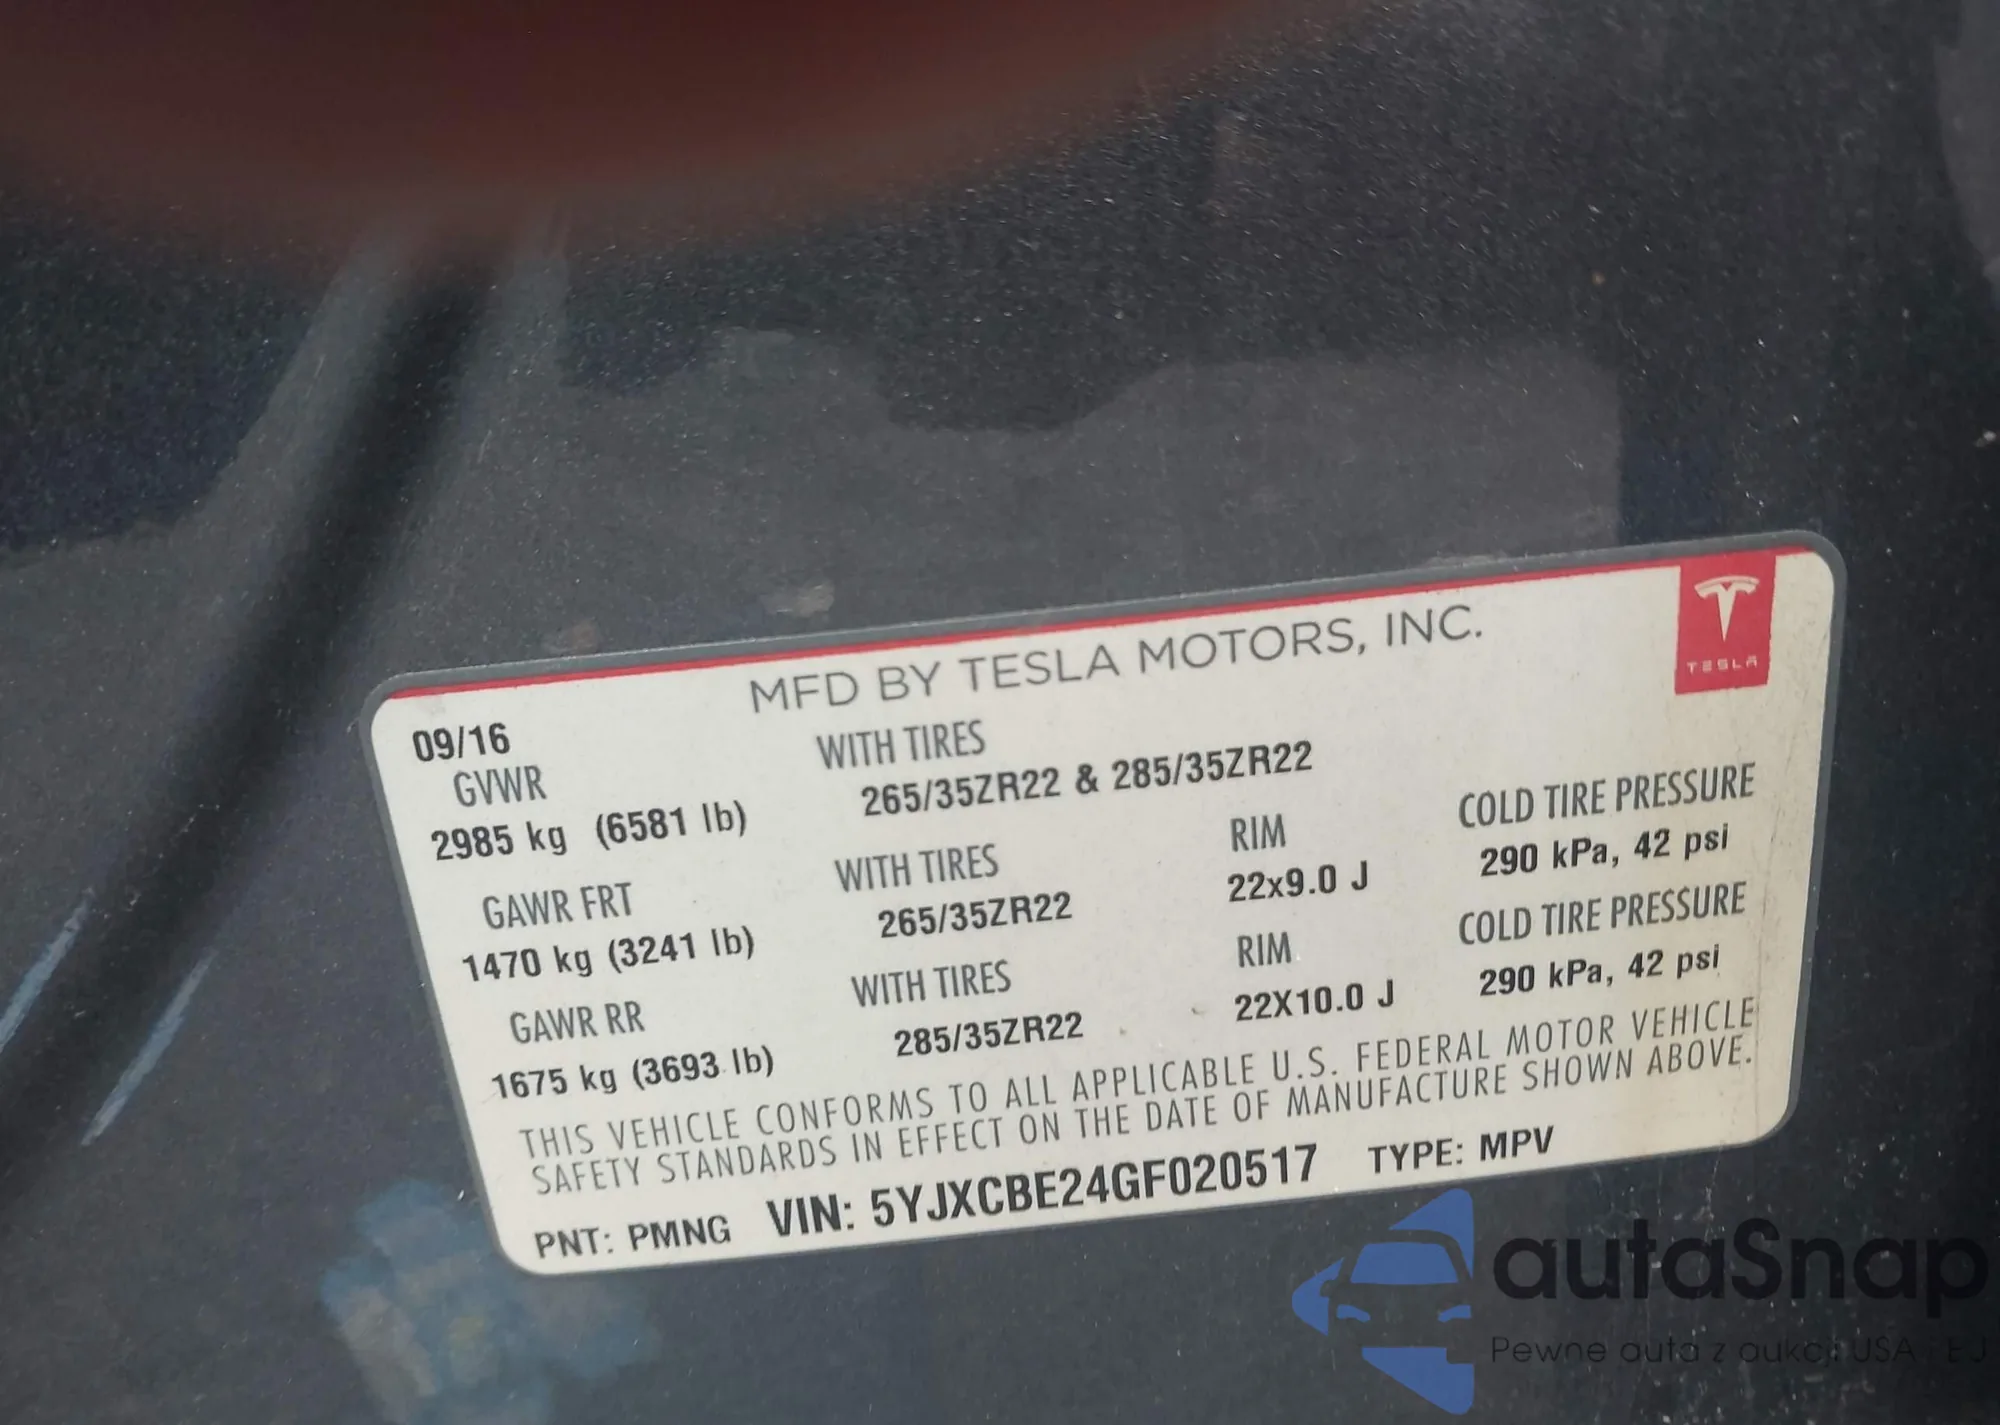 MFD BY TESLA MOTORS, INC.
TESLA
09/16
GVWR
2985 kg (6581 lb)
WITH TIRES
265/35ZR22 & 285/35ZR22
GAWR FRT
1470 kg (3241 lb)
WITH TIRES
265/35ZR22
RIM
22x9.0 J
COLD TIRE PRESSURE
290 kPa, 42 psi
GAWR RR
1675 kg (3693 lb)
WITH TIRES
285/35ZR22
RIM
22X10.0 J
COLD TIRE PRESSURE
290 kPa, 42 psi
THIS VEHICLE CONFORMS TO ALL APPLICABLE U.S. FEDERAL MOTOR VEHICLE
SAFETY STANDARDS IN EFFECT ON THE DATE OF MANUFACTURE SHOWN ABOVE.
PNT: PMNG VIN: 5YJXCBE24GF020517 TYPE: MPV
autaSnap
Pewne auta z aukcji USA